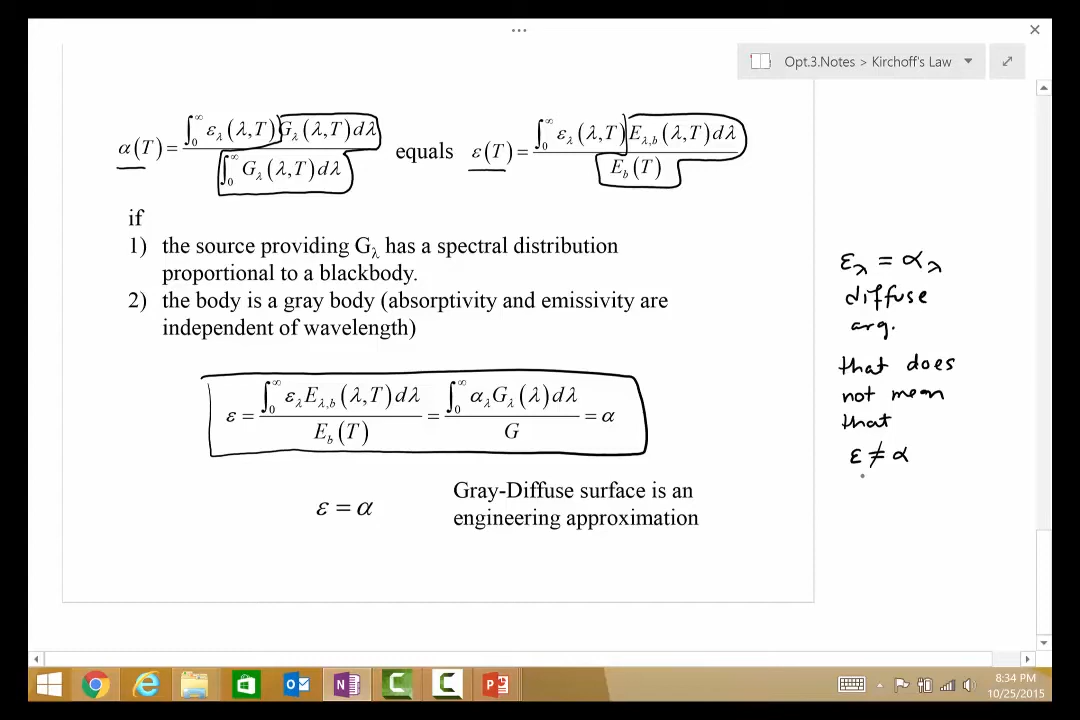 ...
Opt.3.Notes > Kirchoff's Law
α(T) = ∫₀^∞ ε_λ(λ,T) G_λ(λ,T)dλ / ∫₀^∞ G_λ(λ,T)dλ equals ε(T) = ∫₀^∞ ε_λ(λ,T) E_λ,b(λ,T)dλ / E_b(T)
if
1) the source providing G_λ has a spectral distribution
proportional to a blackbody.
2) the body is a gray body (absorptivity and emissivity are
independent of wavelength)
ε = ∫₀^∞ ε_λ E_λ,b(λ,T)dλ / E_b(T) = ∫₀^∞ α_λ G_λ(λ)dλ / G = α
ε = α
Gray-Diffuse surface is an
engineering approximation
ε_λ = α_λ
diffuse
arg.
that does
not mean
that
ε ≠ α
8:34 PM
10/25/2015